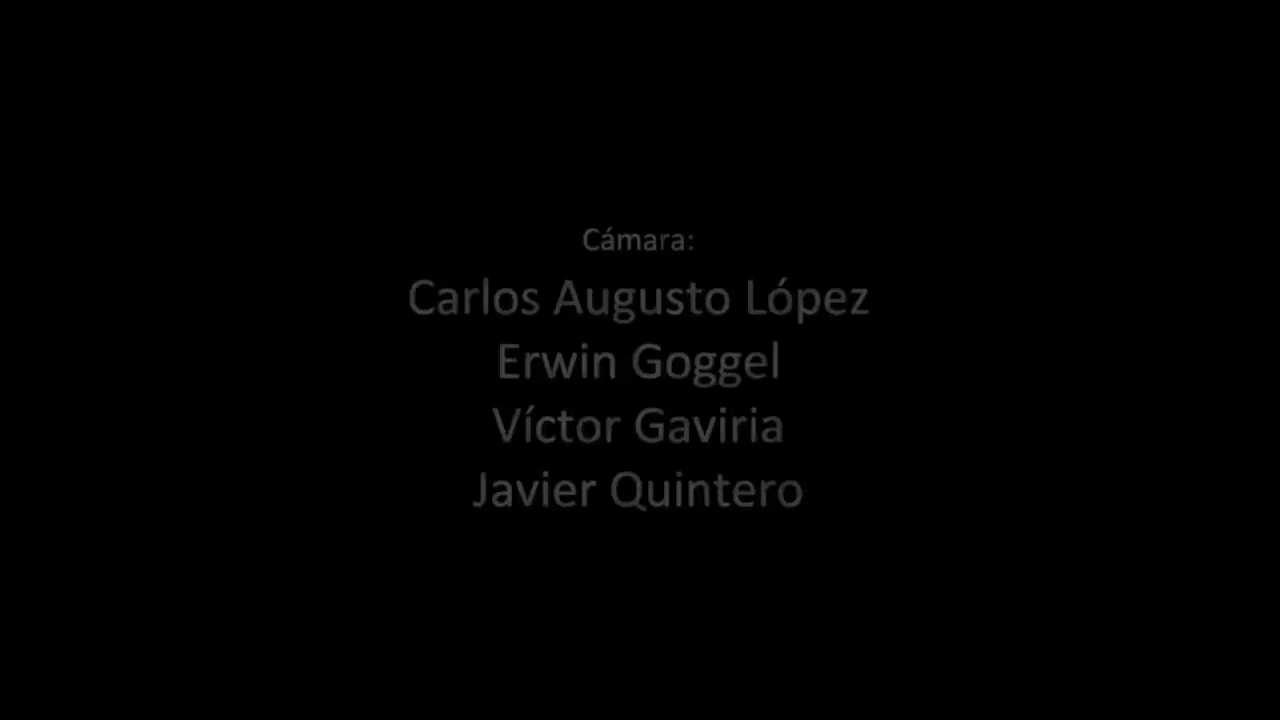 Cámara:
Carlos Augusto López
Erwin Goggel
Víctor Gaviria
Javier Quintero